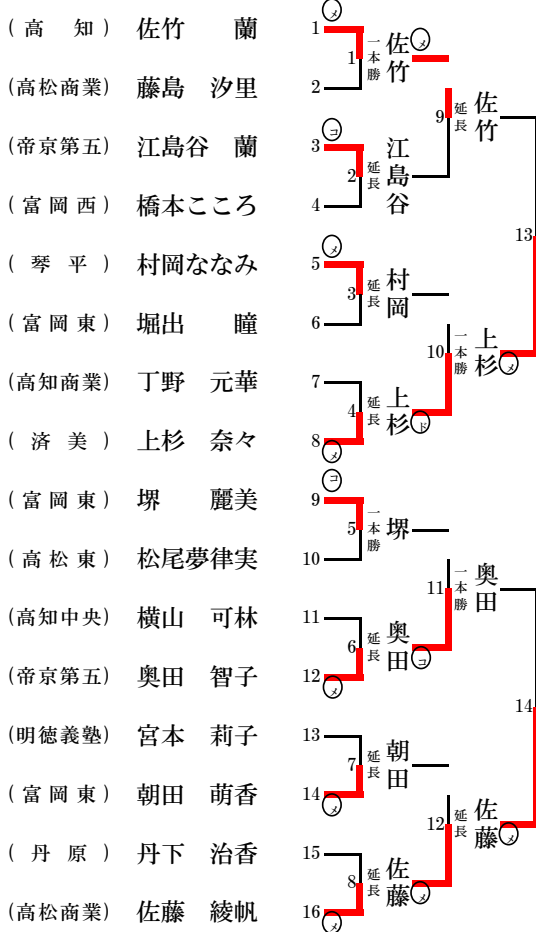 (高 知) 佐竹 蘭 1 メ
(高松商業) 藤島 汐里 2
(帝京第五) 江島谷 蘭 3 コ
(富岡西) 橋本こころ 4
(琴 平) 村岡ななみ 5 メ
(富岡東) 堀出 瞳 6
(高知商業) 丁野 元華 7
(済 美) 上杉 奈々 8 メ
(富岡東) 堺 麗美 9 コ
(高松東) 松尾夢律実 10
(高知中央) 横山 可林 11
(帝京第五) 奥田 智子 12 メ
(明徳義塾) 宮本 莉子 13
(富岡東) 朝田 萌香 14 メ
(丹 原) 丹下 治香 15
(高松商業) 佐藤 綾帆 16 メ
1 一本勝 佐竹 メ
2 延長 江島谷
3 延長 村岡
4 延長 上杉 ド
5 一本勝 堺
6 延長 奥田 コ
7 延長 朝田
8 延長 佐藤 メ
9 延長 佐竹
10 一本勝 上杉 メ
11 一本勝 奥田
12 延長 佐藤 メ
13
14